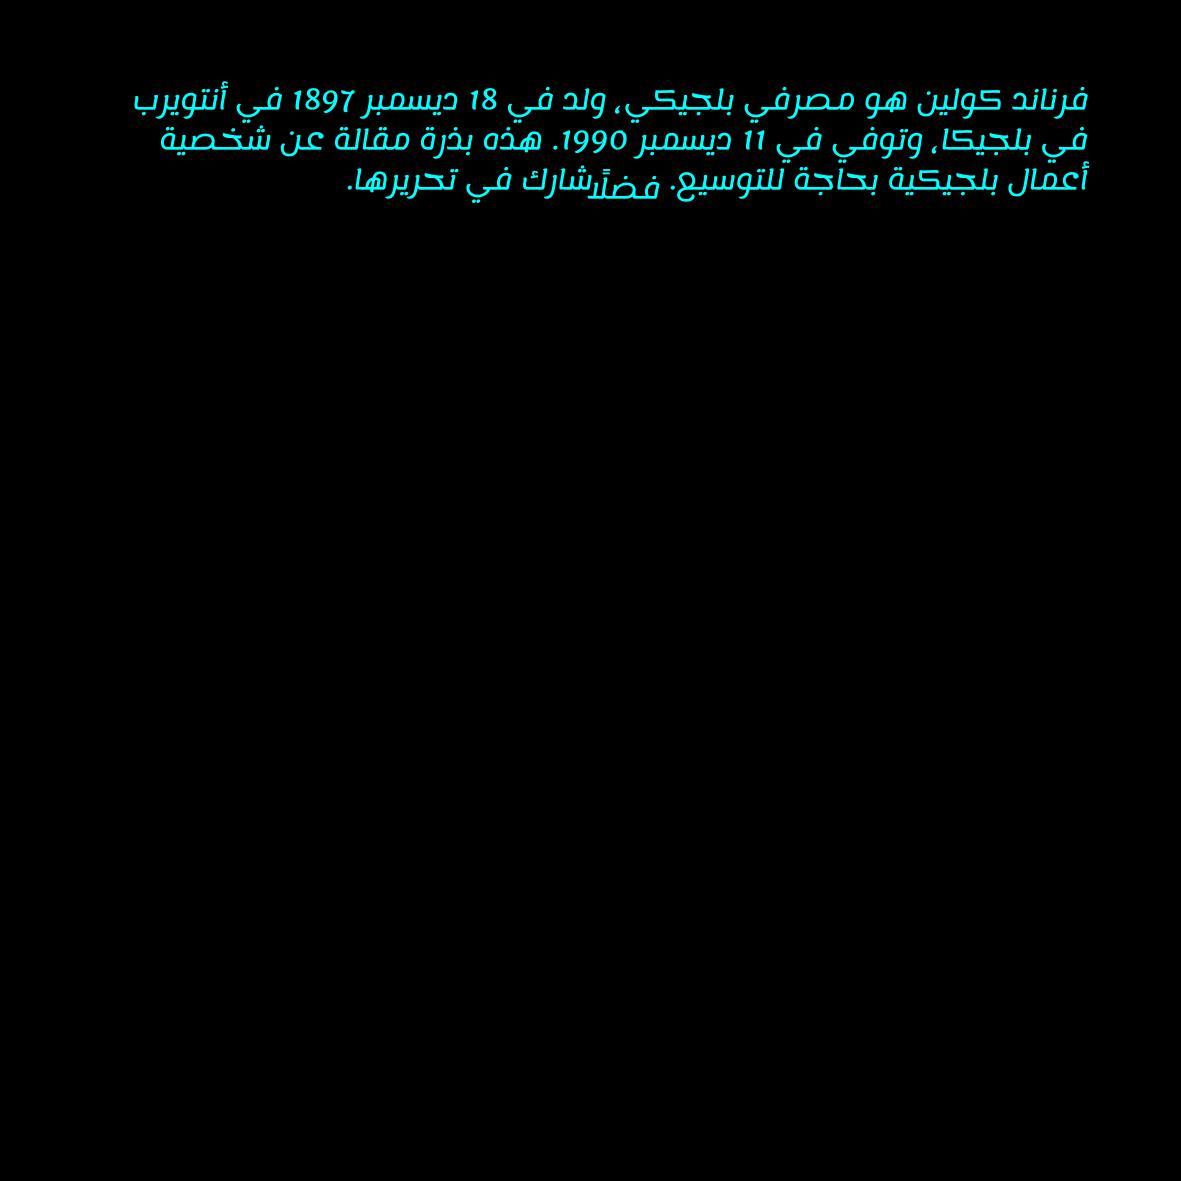 فرناند كولين هو مصرفي بلجيكي، ولد في 18 ديسمبر 1897 في أنتويرب
في بلجيكا، وتوفي في 11 ديسمبر 1990. هذه بذرة مقالة عن شخصية
أعمال بلجيكية بحاجة للتوسيع. فضلًا شارك في تحريرها.